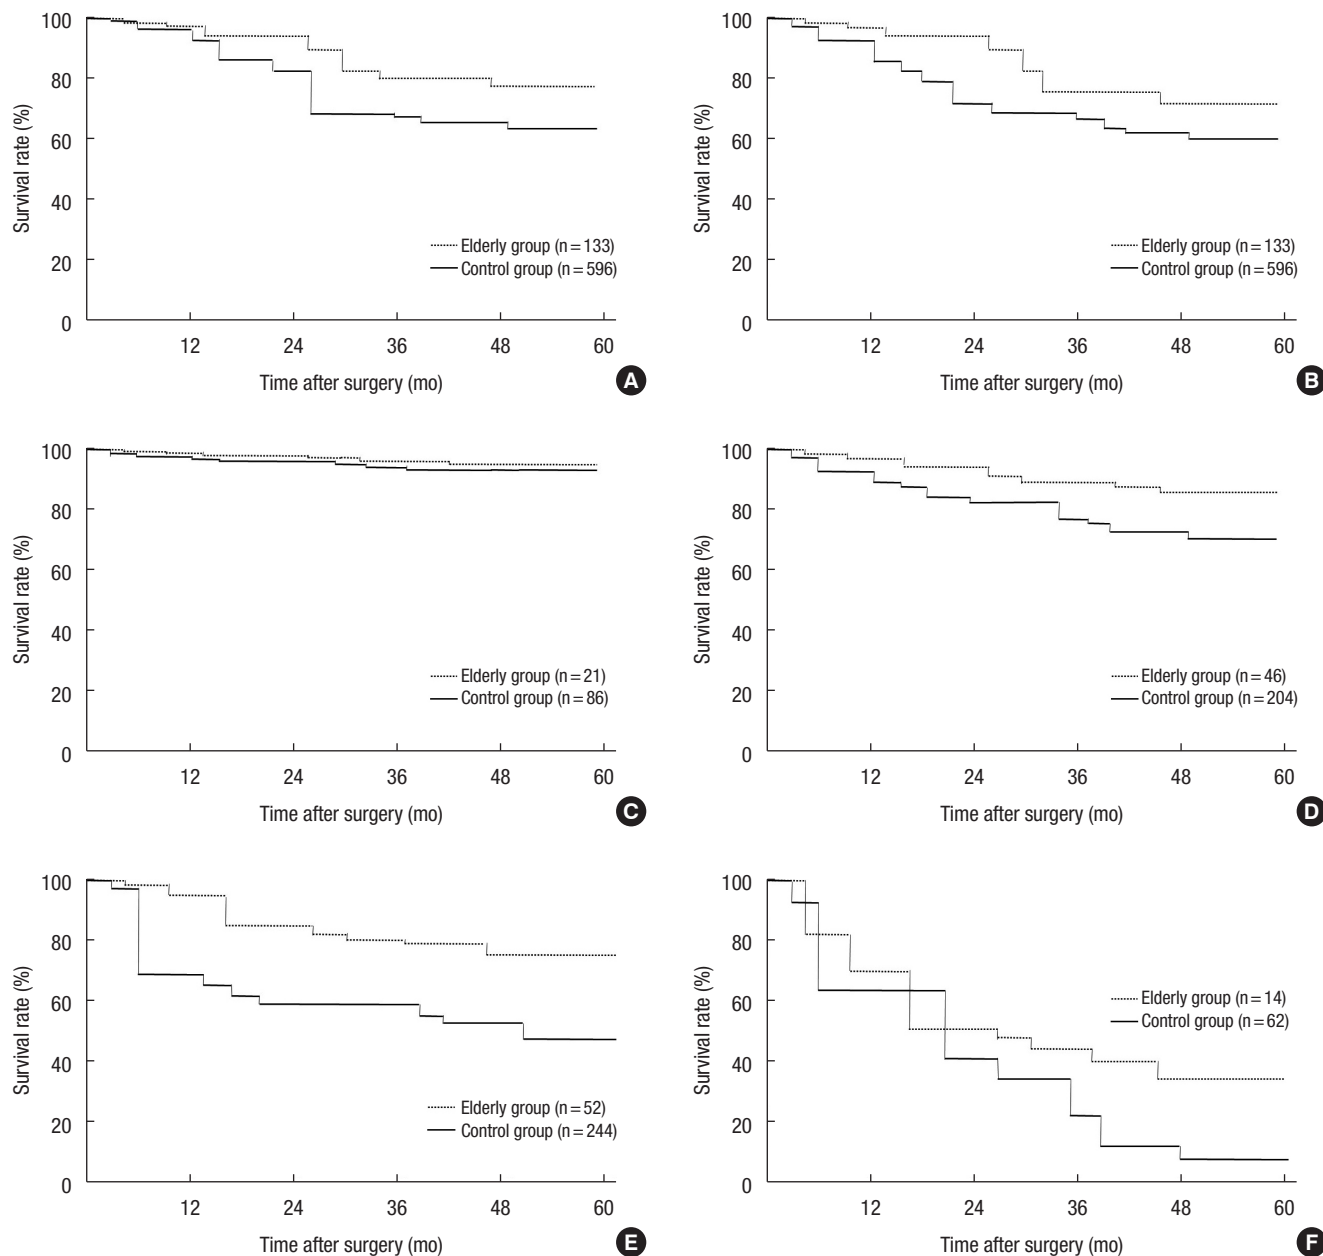 100
80
60
40
20
0
Survival rate (%)
Elderly group (n=133)
Control group (n=596)
12 24 36 48 60
Time after surgery (mo)
A
100
80
60
40
20
0
Survival rate (%)
Elderly group (n=133)
Control group (n=596)
12 24 36 48 60
Time after surgery (mo)
B
100
80
60
40
20
0
Survival rate (%)
Elderly group (n=21)
Control group (n=86)
12 24 36 48 60
Time after surgery (mo)
C
100
80
60
40
20
0
Survival rate (%)
Elderly group (n=46)
Control group (n=204)
12 24 36 48 60
Time after surgery (mo)
D
100
80
60
40
20
0
Survival rate (%)
Elderly group (n=52)
Control group (n=244)
12 24 36 48 60
Time after surgery (mo)
E
100
80
60
40
20
0
Survival rate (%)
Elderly group (n=14)
Control group (n=62)
12 24 36 48 60
Time after surgery (mo)
F